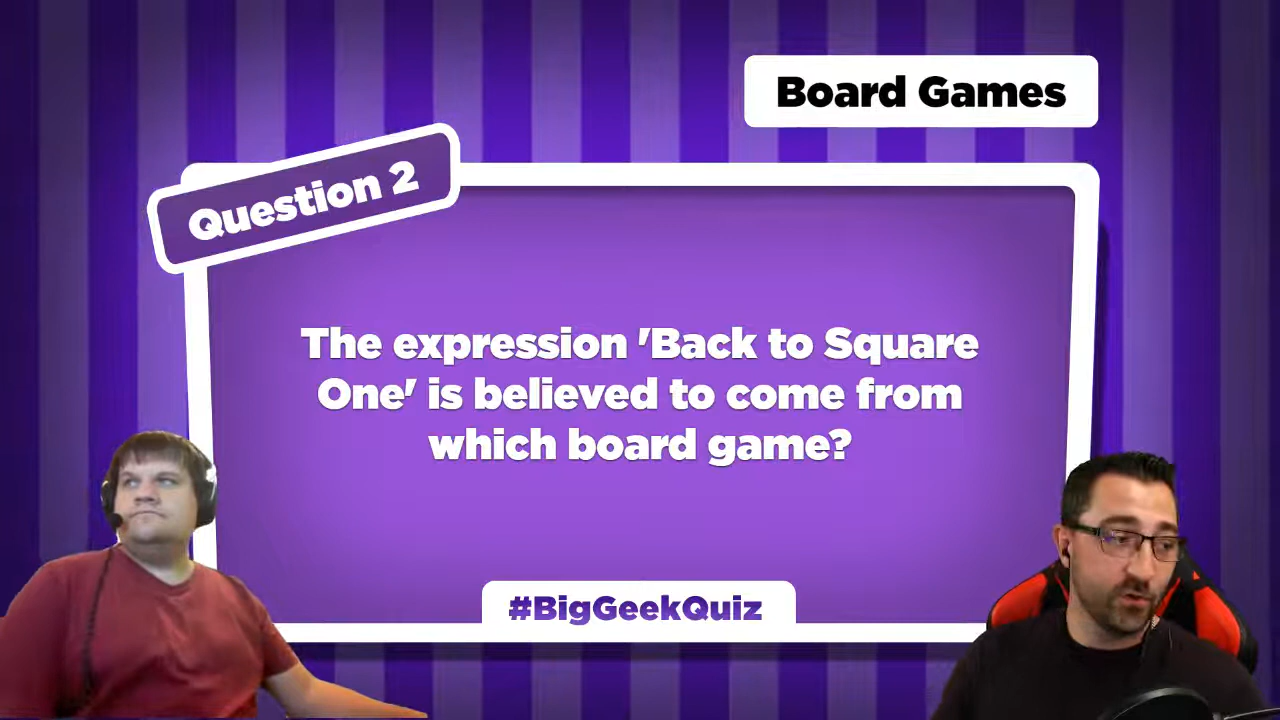 Board Games
Question 2
The expression 'Back to Square
One' is believed to come from
which board game?
#BigGeekQuiz